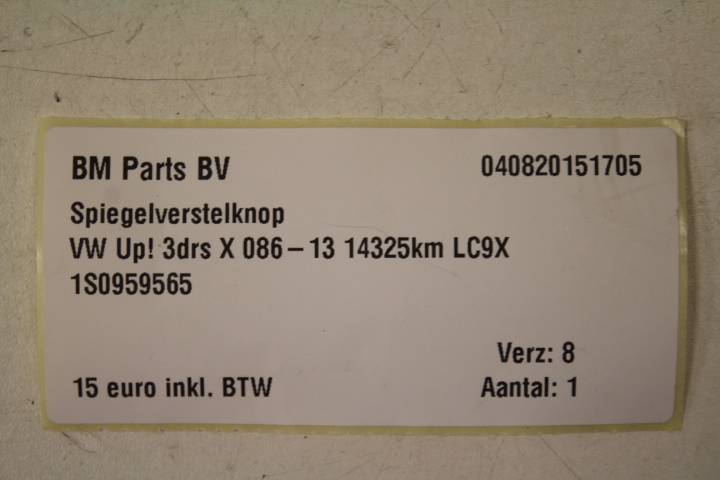 BM Parts BV 040820151705
Spiegelverstelknop
VW Up! 3drs X 086-13 14325km LC9X
1S0959565
Verz: 8
15 euro inkl. BTW Aantal: 1